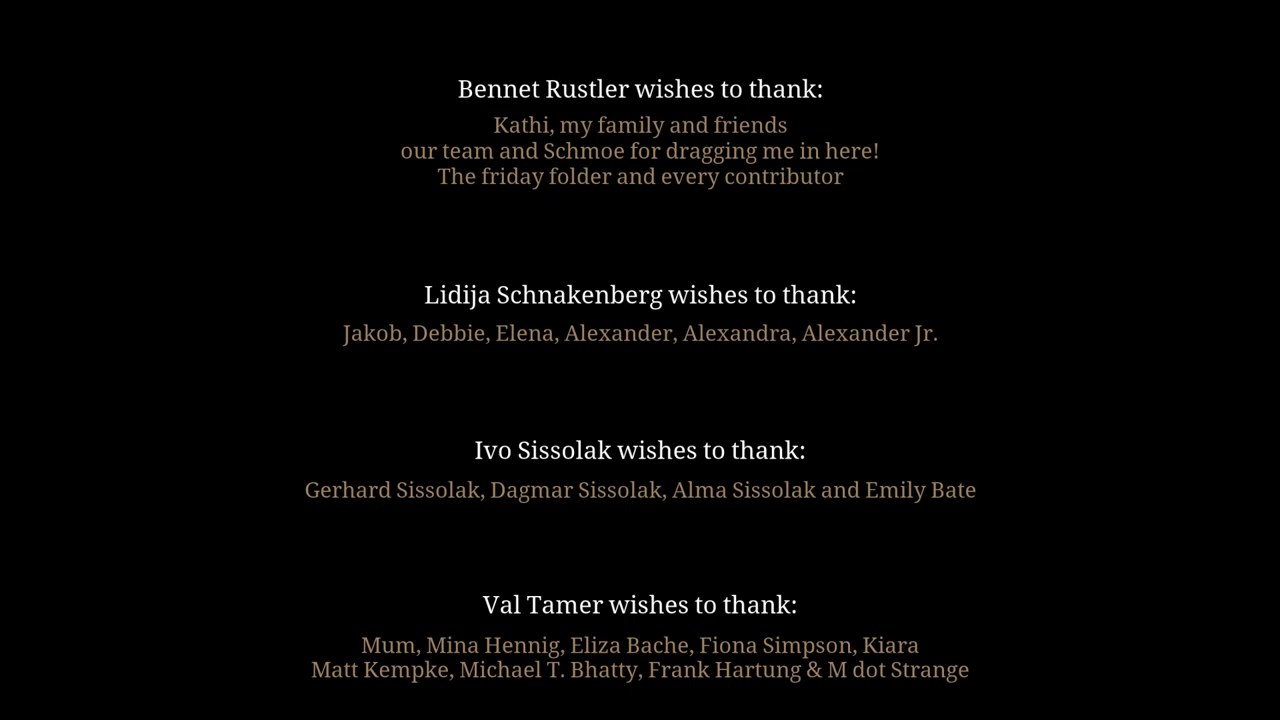 Bennet Rustler wishes to thank:
Kathi, my family and friends
our team and Schmoe for dragging me in here!
The friday folder and every contributor
Lidija Schnakenberg wishes to thank:
Jakob, Debbie, Elena, Alexander, Alexandra, Alexander Jr.
Ivo Sissolak wishes to thank:
Gerhard Sissolak, Dagmar Sissolak, Alma Sissolak and Emily Bate
Val Tamer wishes to thank:
Mum, Mina Hennig, Eliza Bache, Fiona Simpson, Kiara
Matt Kempke, Michael T. Bhatty, Frank Hartung & M dot Strange